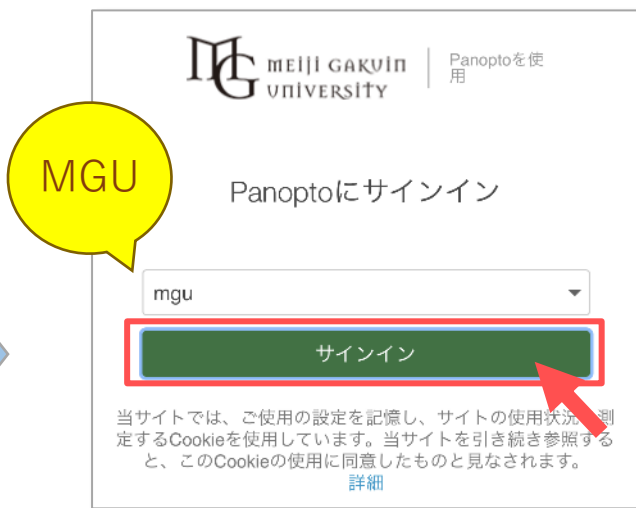 MEIJI GAKUIN
UNIVERSITY
Panoptoを使
用
MGU
Panoptoにサインイン
mgu
サインイン
当サイトでは、ご使用の設定を記憶し、サイトの使用状況 測
定するCookieを使用しています。当サイトを引き続き参照する
と、このCookieの使用に同意したものと見なされます。
詳細